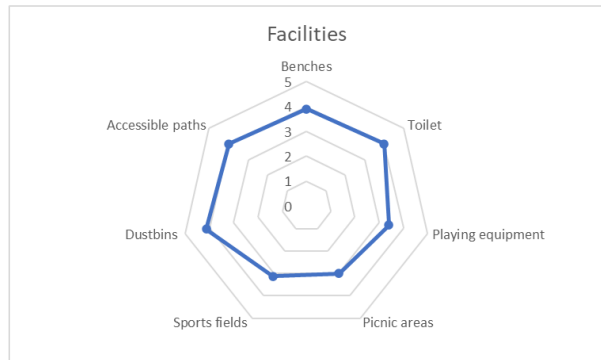 Facilities
Benches
5
4
3
2
1
0
Toilet
Playing equipment
Picnic areas
Sports fields
Dustbins
Accessible paths